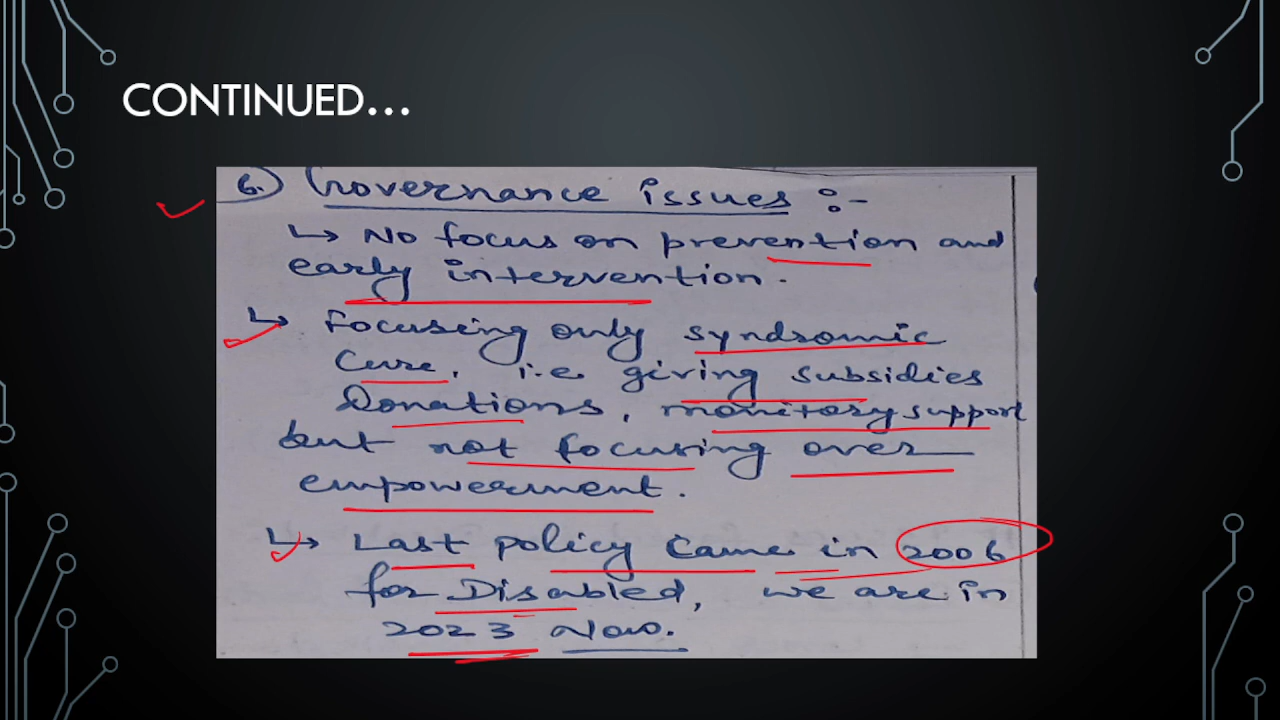 CONTINUED...
6.) Governance issues :-
↳ No focus on prevention and
early intervention.
↳ focusing only syndromic
Cure, i.e giving subsidies
Donations, monitory support
but not focusing over
empowerment.
↳ Last policy came in 2006
for Disabled, we are in
2023 Now.